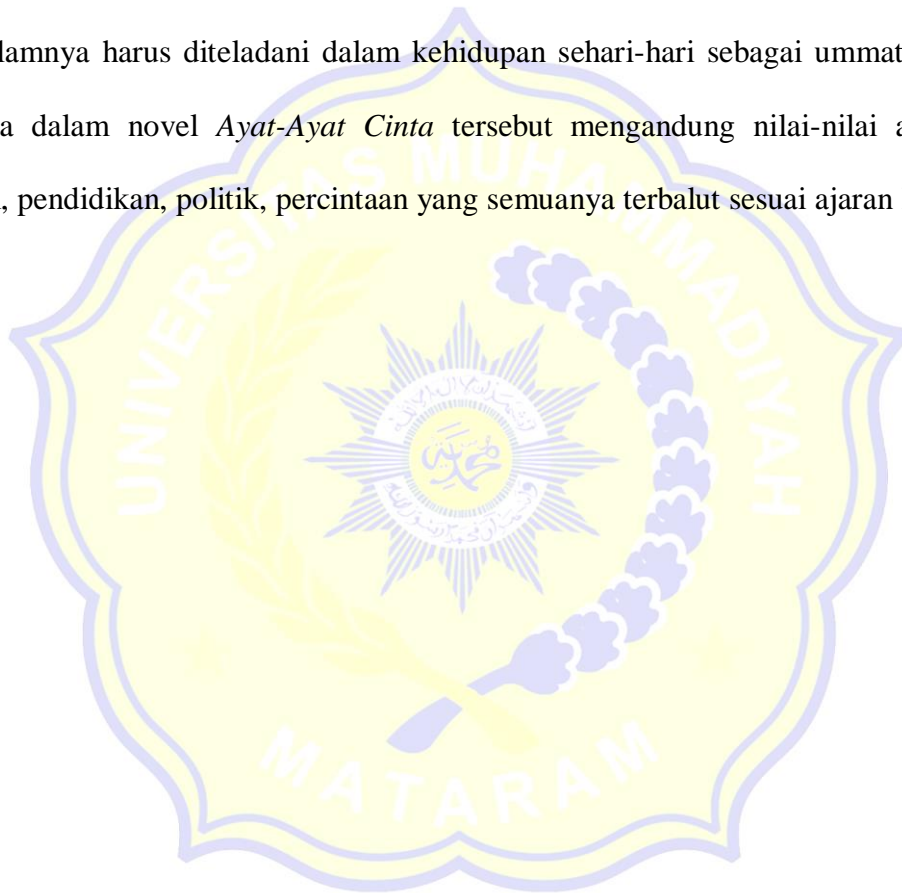 lamnya harus diteladani dalam kehidupan sehari-hari sebagai ummat
a dalam novel Ayat-Ayat Cinta tersebut mengandung nilai-nilai a
, pendidikan, politik, percintaan yang semuanya terbalut sesuai ajaran
UNIVERSITAS MUHAMMADIYAH
MATARAM